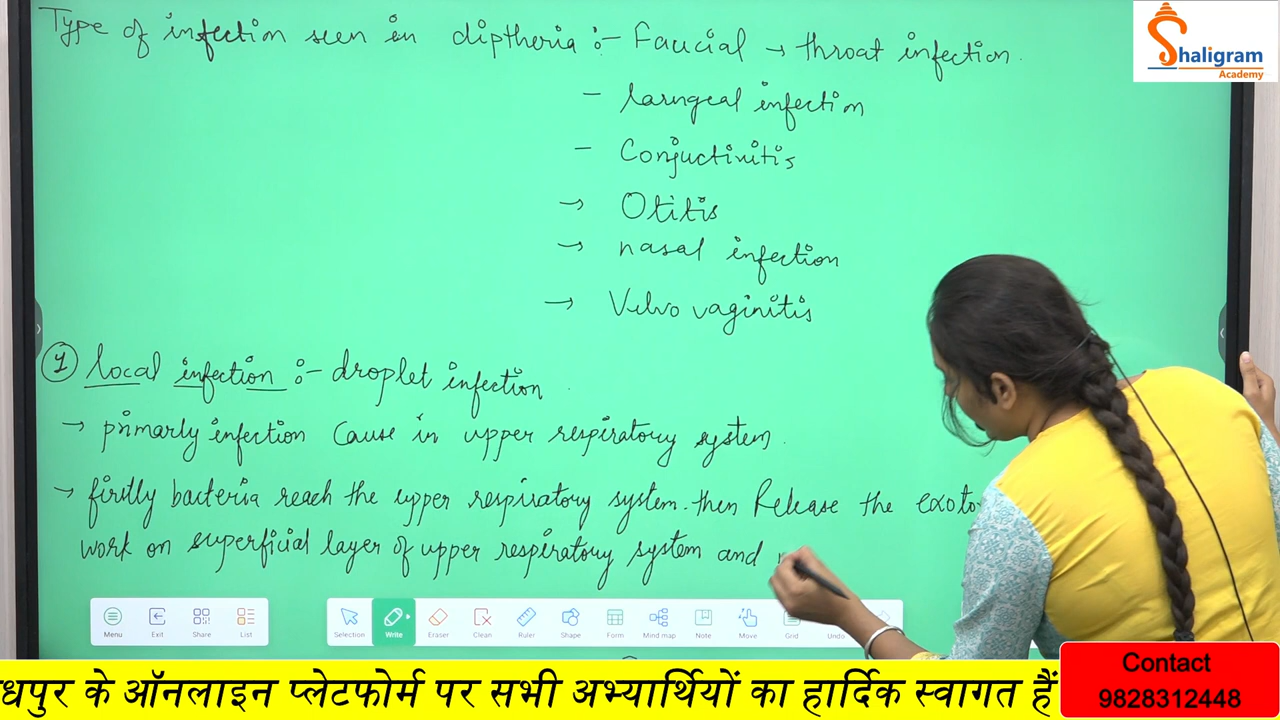 Type of infection seen in diptheria :- Faucial → throat infection.
- laryngeal infection
- Conjuctivitis
→ Otitis
→ nasal infection
→ Vulvo vaginitis
1 local infection :- droplet infection
→ primarly infection Cause in upper respiratory system.
→ firstly bacteria reach the upper respiratory system. then Release the exoto
work on superficial layer of upper respiratory system and
Shaligram
Academy
Menu Exit Share List Selection Write Eraser Clean Ruler Shape Form Mind map Note Move Grid Undo
धपुर के ऑनलाइन प्लेटफोर्म पर सभी अभ्यार्थियों का हार्दिक स्वागत हैं
Contact
9828312448